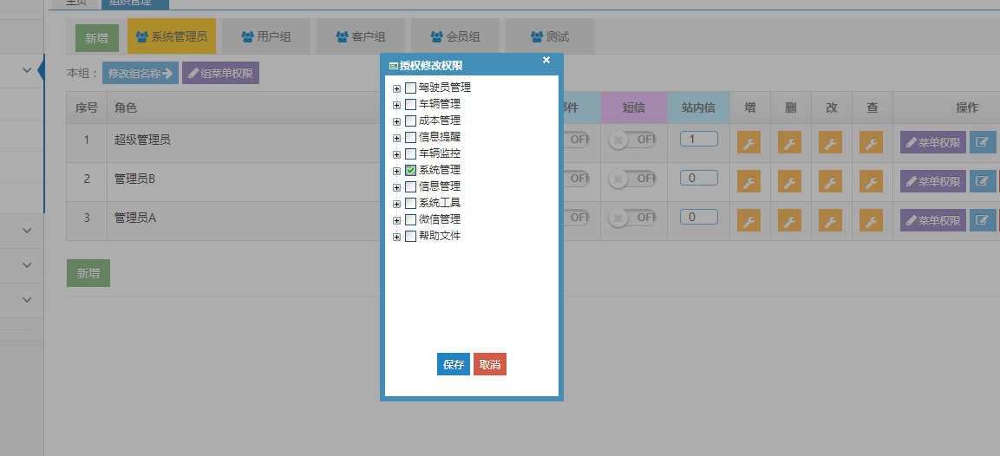 主页 组织管理
新增 系统管理员 用户组 客户组 会员组 测试
本组： 修改组名称 组菜单权限
授权修改权限
序号 角色 短信 站内信 增 删 改 查 操作
1 超级管理员 OFF OFF 1 菜单权限
2 管理员B OFF OFF 0 菜单权限
3 管理员A OFF OFF 0 菜单权限
驾驶员管理
车辆管理
成本管理
信息提醒
车辆监控
系统管理
信息管理
系统工具
微信管理
帮助文件
新增
保存 取消